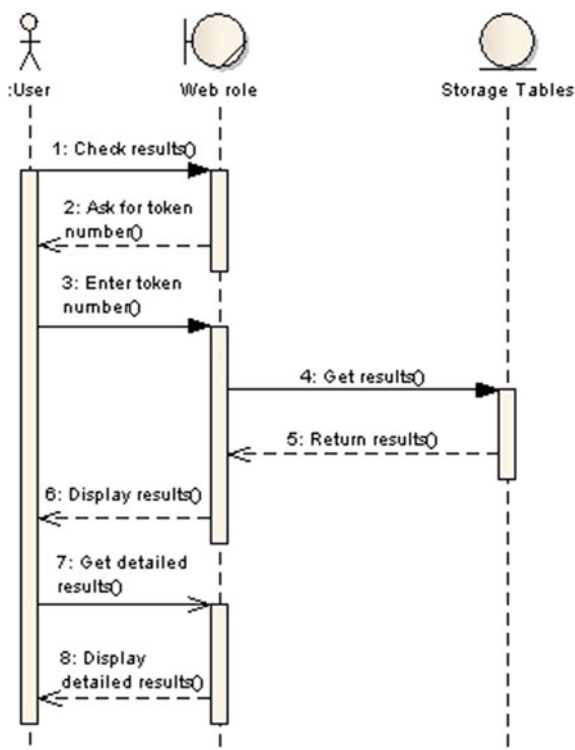 :User
Web role
Storage Tables
1: Check results()
2: Ask for token
number()
3: Enter token
number()
4: Get results()
5: Return results()
6: Display results()
7: Get detailed
results()
8: Display
detailed results()